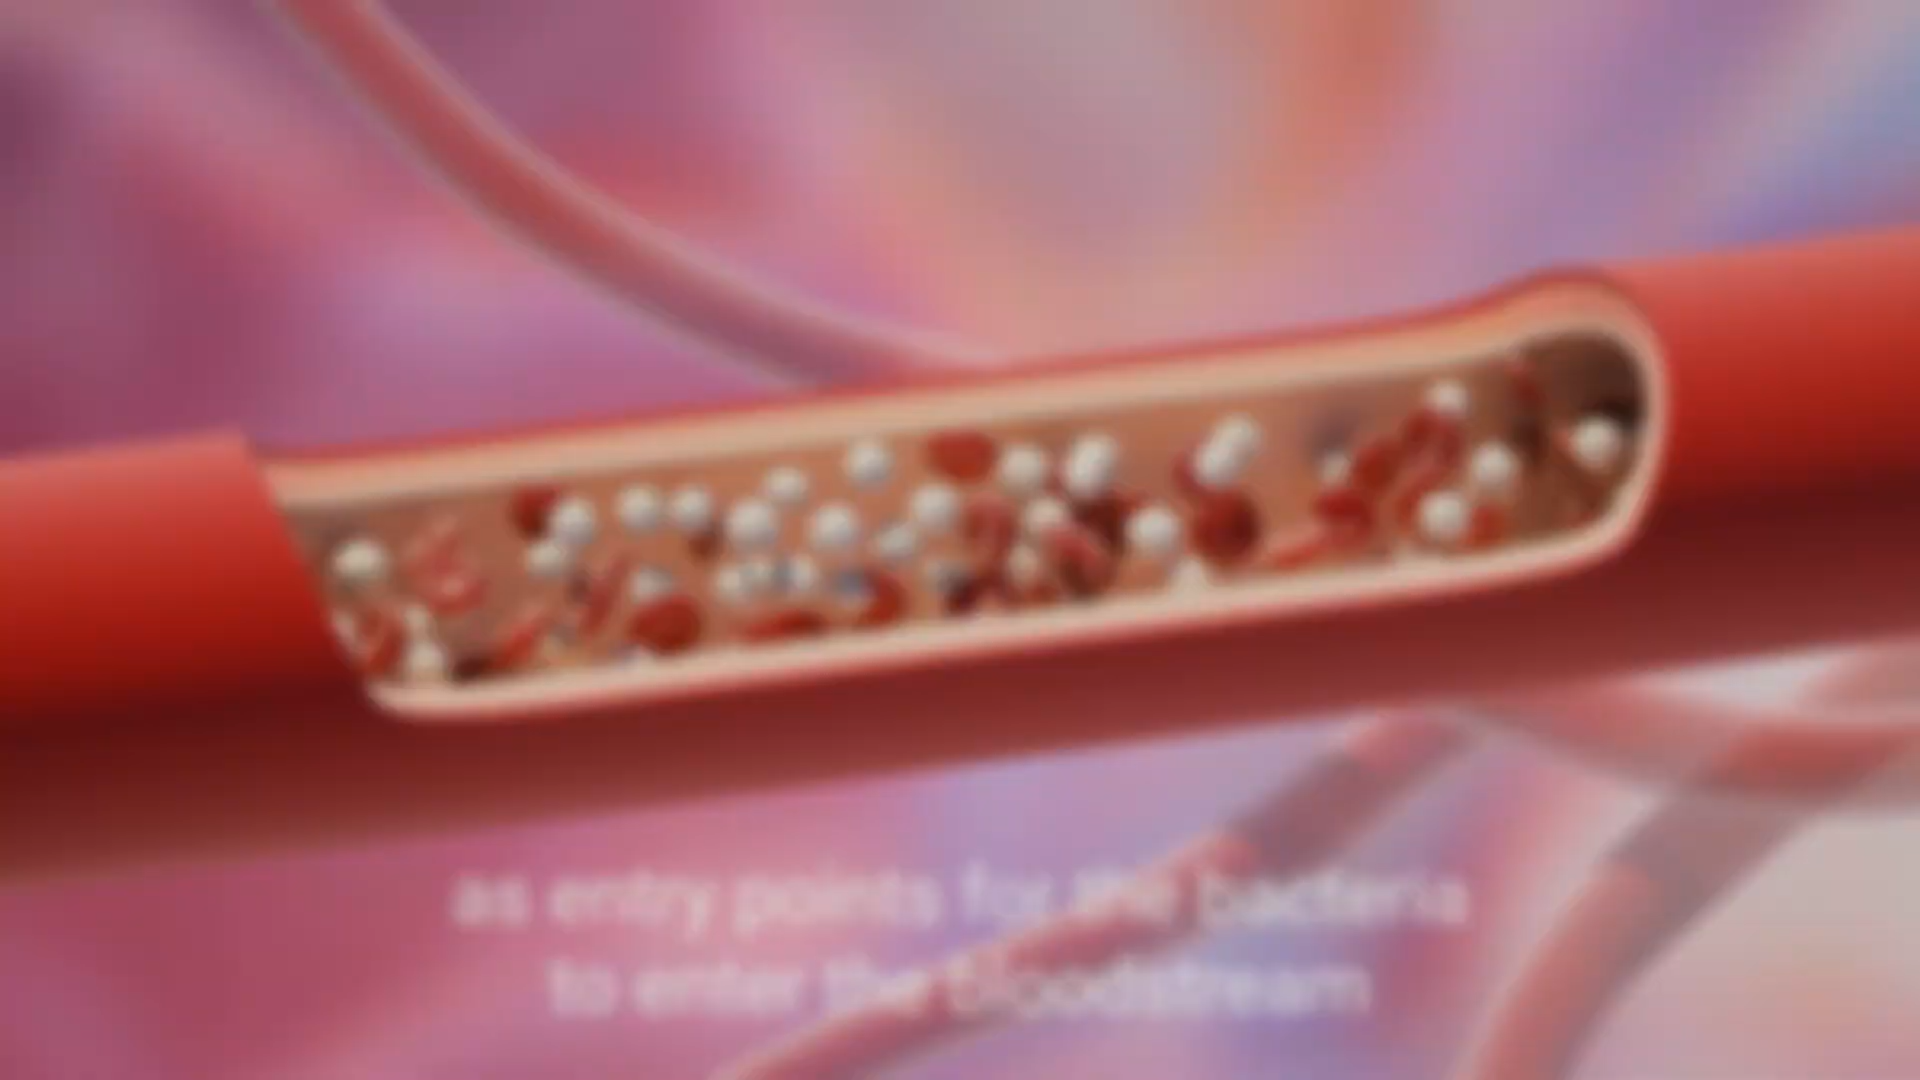 as entry points for the bacteria
to enter the bloodstream